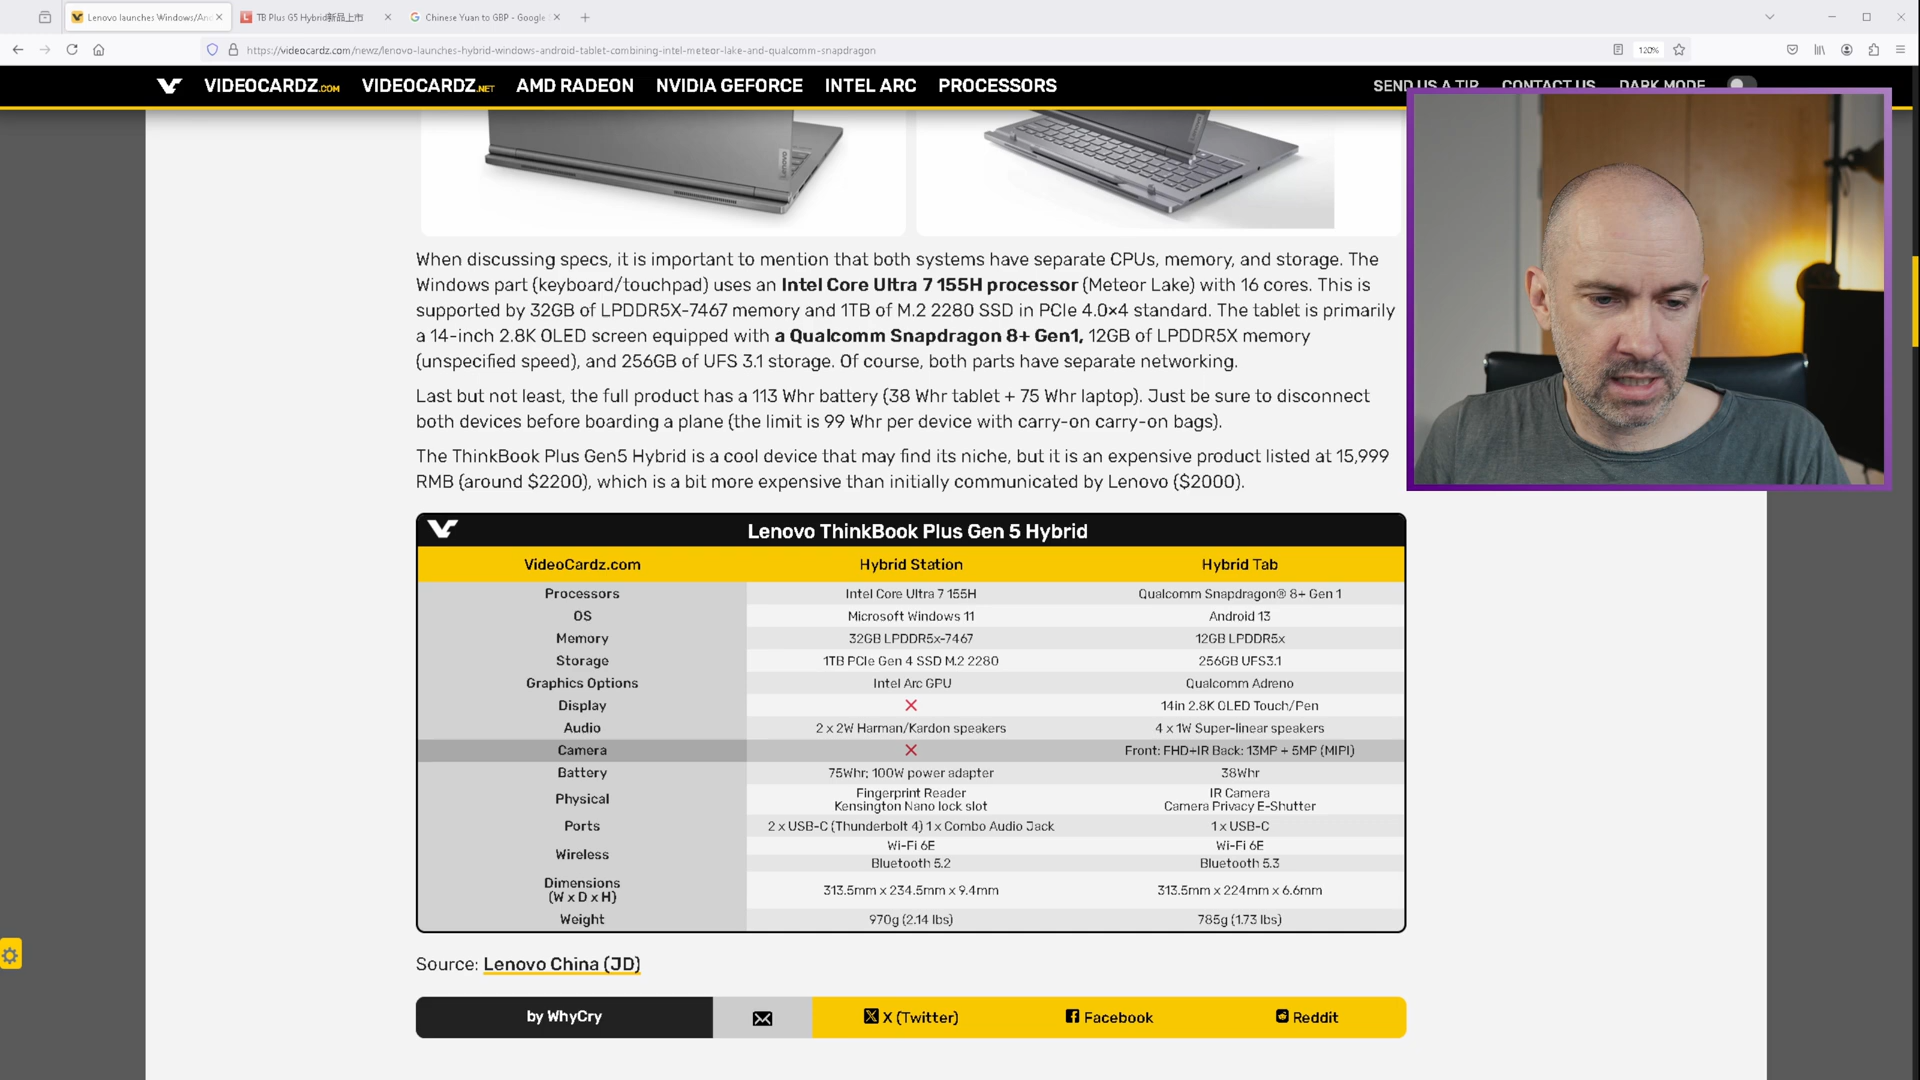 Lenovo launches Windows/And
TB Plus G5 Hybrid新品上市
Chinese Yuan to GBP - Google
https://videocardz.com/newz/lenovo-launches-hybrid-windows-android-tablet-combining-intel-meteor-lake-and-qualcomm-snapdragon
120%
VIDEOCARDZ.COM VIDEOCARDZ.NET AMD RADEON NVIDIA GEFORCE INTEL ARC PROCESSORS SEND US A TIP CONTACT US DARK MODE
Lenovo
When discussing specs, it is important to mention that both systems have separate CPUs, memory, and storage. The
Windows part (keyboard/touchpad) uses an Intel Core Ultra 7 155H processor (Meteor Lake) with 16 cores. This is
supported by 32GB of LPDDR5X-7467 memory and 1TB of M.2 2280 SSD in PCIe 4.0×4 standard. The tablet is primarily
a 14-inch 2.8K OLED screen equipped with a Qualcomm Snapdragon 8+ Gen1, 12GB of LPDDR5X memory
(unspecified speed), and 256GB of UFS 3.1 storage. Of course, both parts have separate networking.
Last but not least, the full product has a 113 Whr battery (38 Whr tablet + 75 Whr laptop). Just be sure to disconnect
both devices before boarding a plane (the limit is 99 Whr per device with carry-on carry-on bags).
The ThinkBook Plus Gen5 Hybrid is a cool device that may find its niche, but it is an expensive product listed at 15,999
RMB (around $2200), which is a bit more expensive than initially communicated by Lenovo ($2000).
Lenovo ThinkBook Plus Gen 5 Hybrid
VideoCardz.com Hybrid Station Hybrid Tab
Processors Intel Core Ultra 7 155H Qualcomm Snapdragon® 8+ Gen 1
OS Microsoft Windows 11 Android 13
Memory 32GB LPDDR5x-7467 12GB LPDDR5x
Storage 1TB PCIe Gen 4 SSD M.2 2280 256GB UFS3.1
Graphics Options Intel Arc GPU Qualcomm Adreno
Display ❌ 14in 2.8K OLED Touch/Pen
Audio 2 x 2W Harman/Kardon speakers 4 x 1W Super-linear speakers
Camera ❌ Front: FHD+IR Back: 13MP + 5MP (MIPI)
Battery 75Whr; 100W power adapter 38Whr
Physical Fingerprint Reader IR Camera
Kensington Nano lock slot Camera Privacy E-Shutter
Ports 2 x USB-C (Thunderbolt 4) 1 x Combo Audio Jack 1 x USB-C
Wireless Wi-Fi 6E Wi-Fi 6E
Bluetooth 5.2 Bluetooth 5.3
Dimensions
(W x D x H) 313.5mm x 234.5mm x 9.4mm 313.5mm x 224mm x 6.6mm
Weight 970g (2.14 lbs) 785g (1.73 lbs)
Source: Lenovo China (JD)
by WhyCry X (Twitter) Facebook Reddit